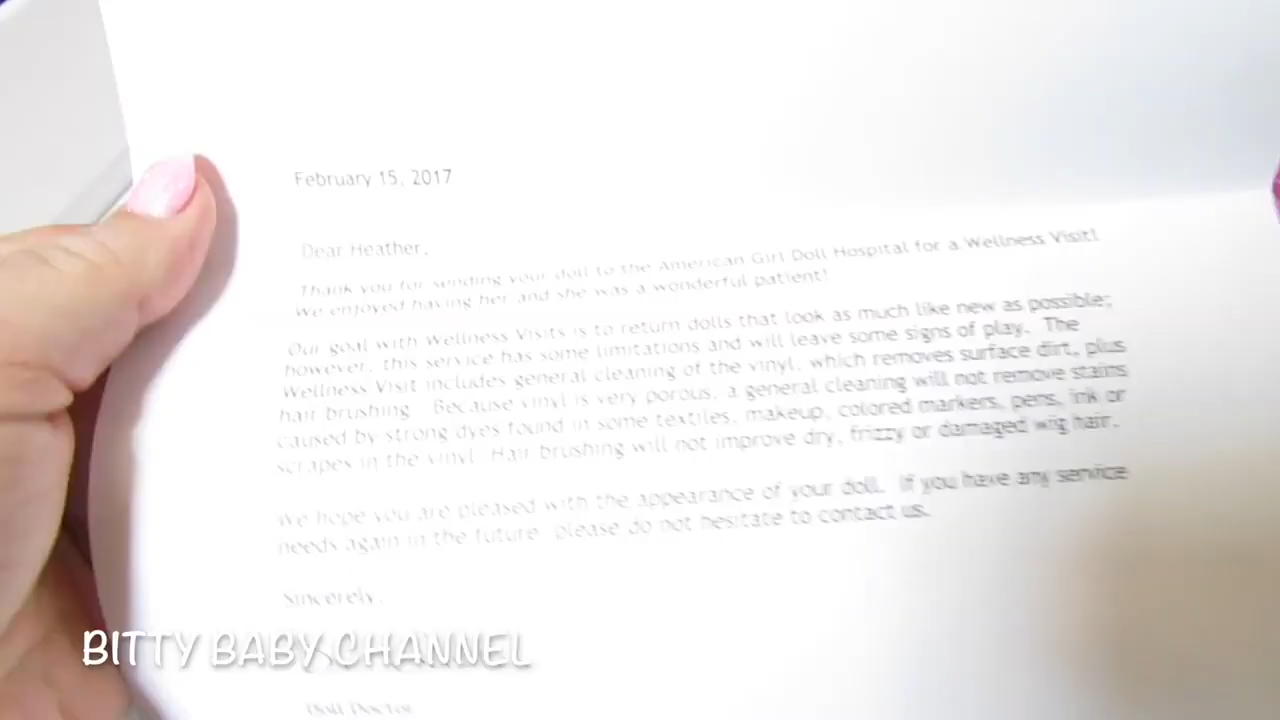 February 15, 2017
Dear Heather,
Thank you for sending your doll to the American Girl Doll Hospital for a Wellness Visit!
We enjoyed having her and she was a wonderful patient!
Our goal with Wellness Visits is to return dolls that look as much like new as possible;
however, this service has some limitations and will leave some signs of play. The
Wellness Visit includes general cleaning of the vinyl, which removes surface dirt, plus
hair brushing. Because vinyl is very porous, a general cleaning will not remove stains
caused by strong dyes found in some textiles, makeup, colored markers, pens, ink or
scrapes in the vinyl. Hair brushing will not improve dry, frizzy or damaged wig hair.
We hope you are pleased with the appearance of your doll. If you have any service
needs again in the future, please do not hesitate to contact us.
Sincerely,
BITTY BABY CHANNEL
Doll Doctor